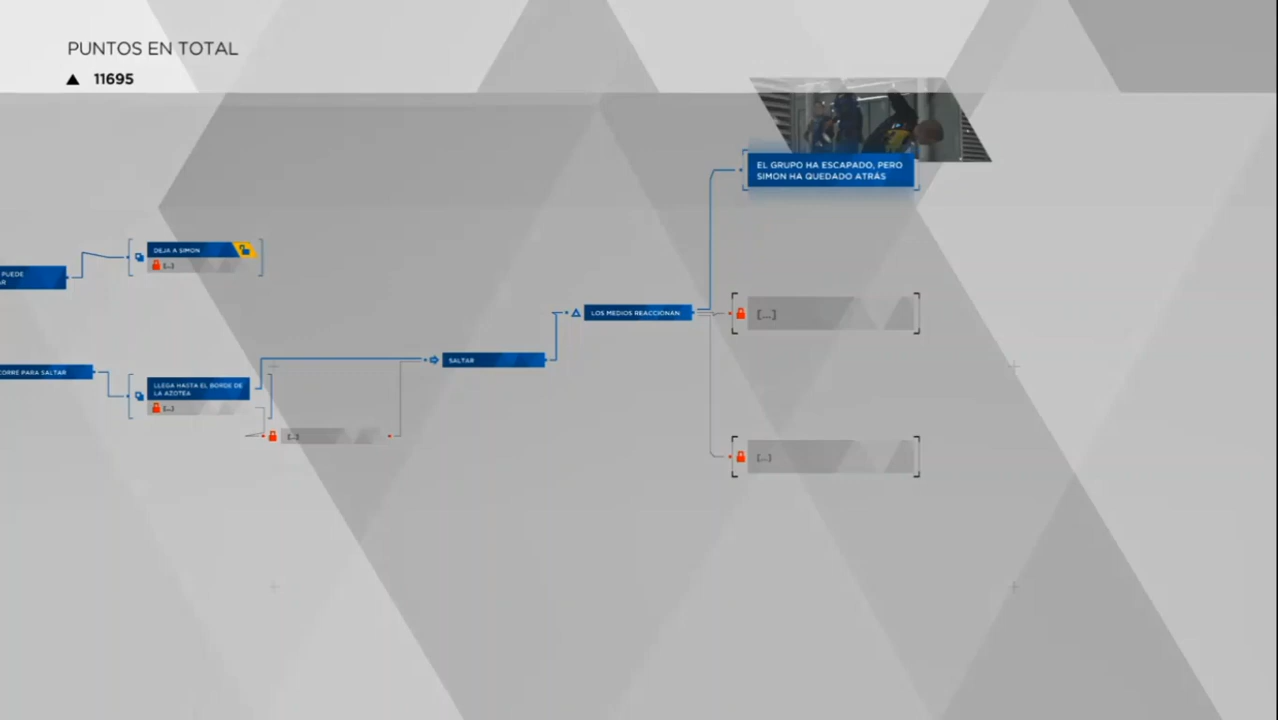 PUNTOS EN TOTAL
11695
EL GRUPO HA ESCAPADO, PERO
SIMON HA QUEDADO ATRÁS
DEJA A SIMON
[...]
PUEDE
AR
LOS MEDIOS REACCIONAN
[...]
SALTAR
CORRE PARA SALTAR
LLEGA HASTA EL BORDE DE
LA AZOTEA
[...]
[...]
[...]